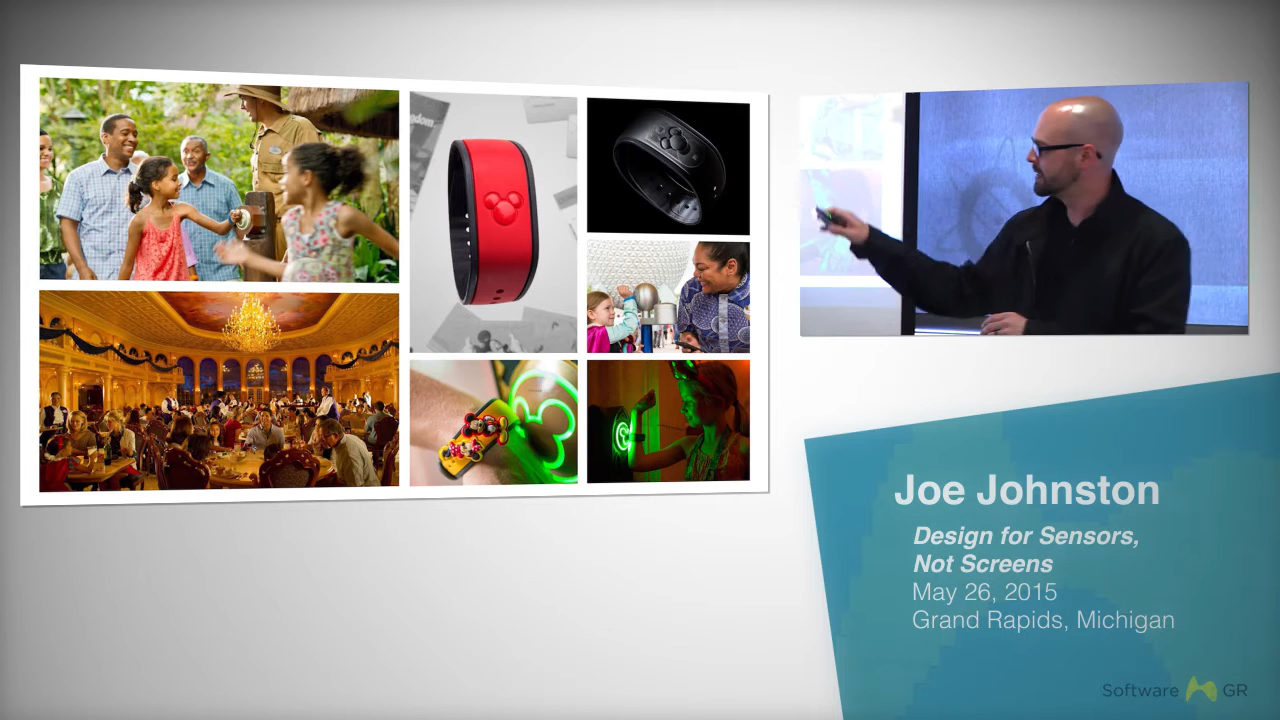 Joe Johnston
Design for Sensors,
Not Screens
May 26, 2015
Grand Rapids, Michigan
Software GR